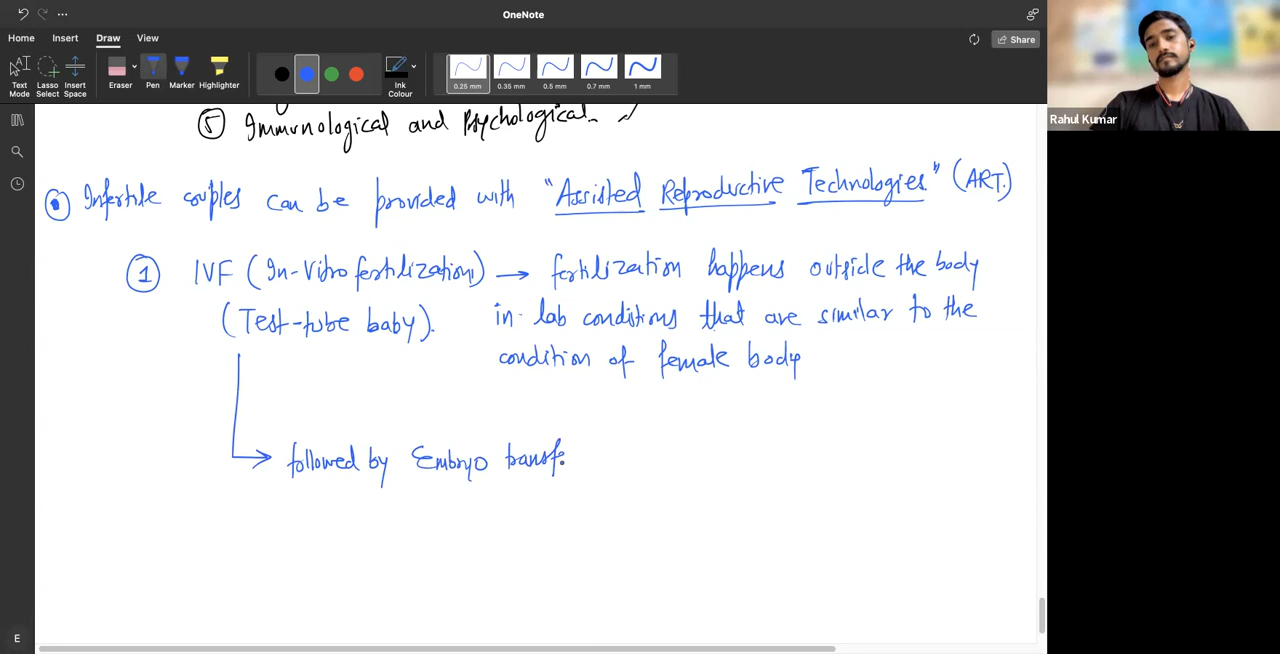 OneNote
Home Insert Draw View
Share
Text Mode
Lasso Select
Insert Space
Eraser
Pen
Marker
Highlighter
Ink Colour
0.25 mm
0.35 mm
0.5 mm
0.7 mm
1 mm
Rahul Kumar
5 Immunological and Psychological.
Infertile couples can be provided with "Assisted Reproductive Technologies" (ART.)
1 IVF (In-Vitro fertilization) → fertilization happens outside the body
(Test-tube baby). in lab conditions that are similar to the
condition of female body
followed by Embryo transfe
E